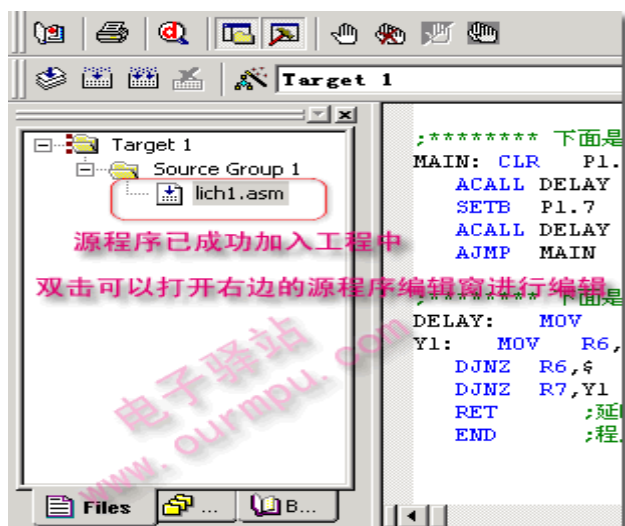 Target 1
Target 1
Source Group 1
lich1.asm
源程序已成功加入工程中
双击可以打开右边的源程序编辑窗进行编辑
;******** 下面是
MAIN: CLR P1.
ACALL DELAY
SETB P1.7
ACALL DELAY
AJMP MAIN
下面是
DELAY: MOV
Y1: MOV R6,
DJNZ R6,$
DJNZ R7,Y1
RET ;延
END ;程
电子驿站
www.ourmpu.com
Files
...
B...